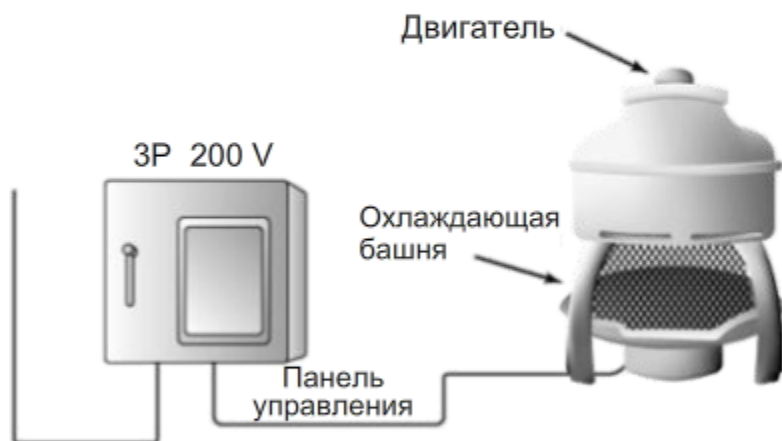 Двигатель
3P 200 V
Охлаждающая
башня
Панель
управления